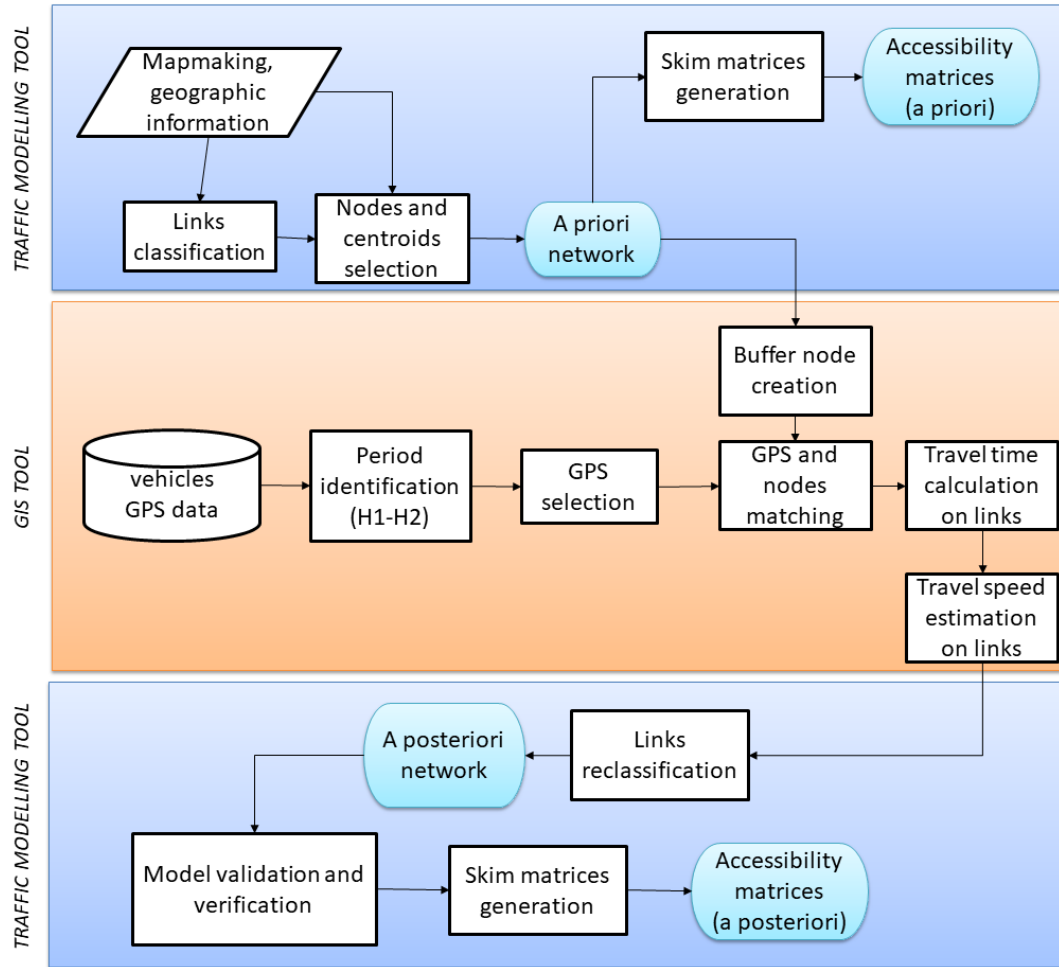 TRAFFIC MODELLING TOOL
Mapmaking,
geographic
information
Skim matrices
generation
Accessibility
matrices
(a priori)
Links
classification
Nodes and
centroids
selection
A priori
network
GIS TOOL
Buffer node
creation
vehicles
GPS data
Period
identification
(H1-H2)
GPS
selection
GPS and
nodes
matching
Travel time
calculation
on links
Travel speed
estimation
on links
TRAFFIC MODELLING TOOL
A posteriori
network
Links
reclassification
Model validation and
verification
Skim matrices
generation
Accessibility
matrices
(a posteriori)